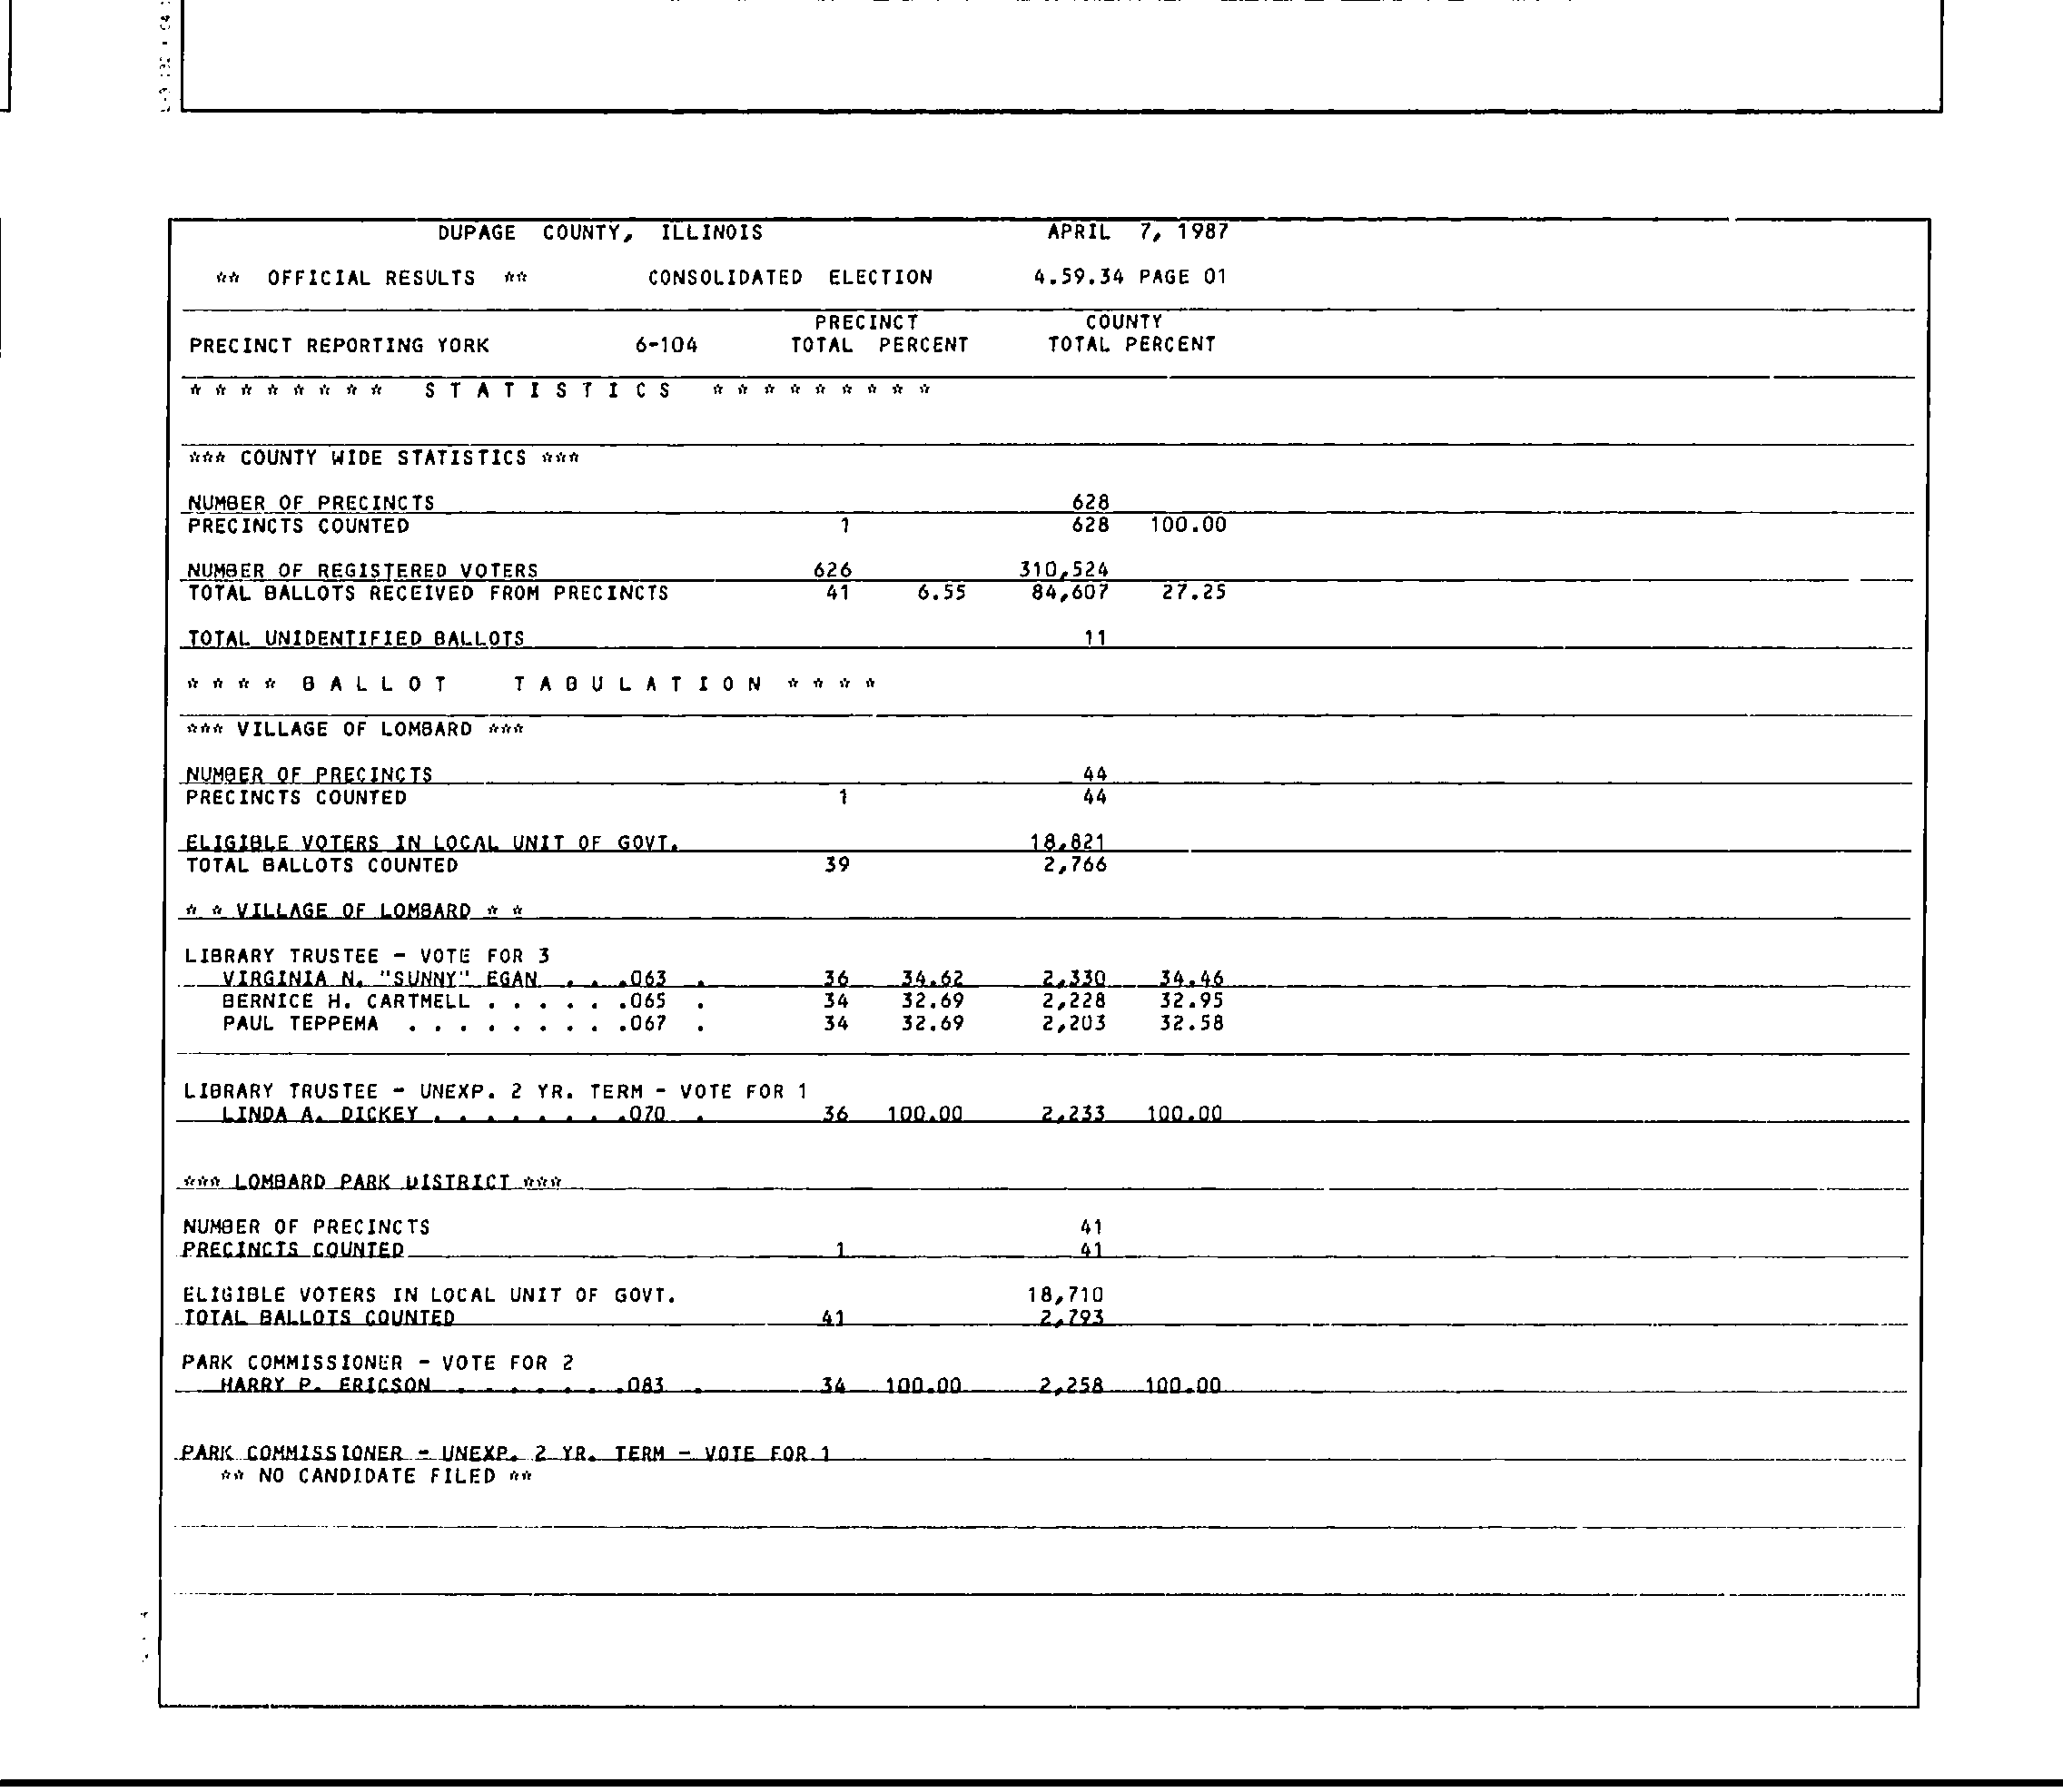 DUPAGE COUNTY, ILLINOIS APRIL 7, 1987
** OFFICIAL RESULTS ** CONSOLIDATED ELECTION 4.59.34 PAGE 01
PRECINCT COUNTY
PRECINCT REPORTING YORK 6-104 TOTAL PERCENT TOTAL PERCENT
* * * * * * * * S T A T I S T I C S * * * * * * * * *
*** COUNTY WIDE STATISTICS ***
NUMBER OF PRECINCTS 628
PRECINCTS COUNTED 1 628 100.00
NUMBER OF REGISTERED VOTERS 626 310,524
TOTAL BALLOTS RECEIVED FROM PRECINCTS 41 6.55 84,607 27.25
TOTAL UNIDENTIFIED BALLOTS 11
* * * * B A L L O T T A B U L A T I O N * * * *
*** VILLAGE OF LOMBARD ***
NUMBER OF PRECINCTS 44
PRECINCTS COUNTED 1 44
ELIGIBLE VOTERS IN LOCAL UNIT OF GOVT. 18,821
TOTAL BALLOTS COUNTED 39 2,766
* * VILLAGE OF LOMBARD * *
LIBRARY TRUSTEE - VOTE FOR 3
VIRGINIA N. "SUNNY" EGAN . . .063 . 36 34.62 2,330 34.46
BERNICE H. CARTMELL . . . . . .065 . 34 32.69 2,228 32.95
PAUL TEPPEMA . . . . . . . . .067 . 34 32.69 2,203 32.58
LIBRARY TRUSTEE - UNEXP. 2 YR. TERM - VOTE FOR 1
LINDA A. DICKEY . . . . . . . .070 . 36 100.00 2,233 100.00
*** LOMBARD PARK DISTRICT ***
NUMBER OF PRECINCTS 41
PRECINCTS COUNTED 1 41
ELIGIBLE VOTERS IN LOCAL UNIT OF GOVT. 18,710
TOTAL BALLOTS COUNTED 41 2,793
PARK COMMISSIONER - VOTE FOR 2
HARRY P. ERICSON . . . . . . .083 . 34 100.00 2,258 100.00
PARK COMMISSIONER - UNEXP. 2 YR. TERM - VOTE FOR 1
** NO CANDIDATE FILED **